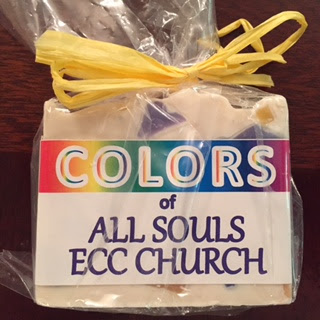 COLORS
of
ALL SOULS
ECC CHURCH